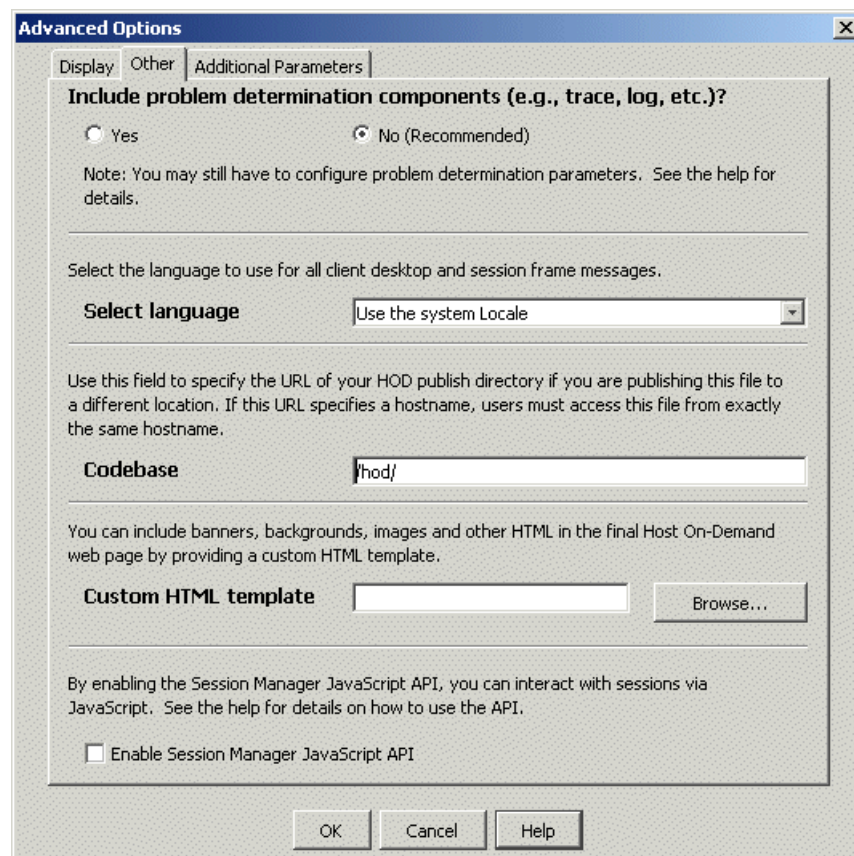 Advanced Options
Display Other Additional Parameters
Include problem determination components (e.g., trace, log, etc.)?
Yes No (Recommended)
Note: You may still have to configure problem determination parameters. See the help for
details.
Select the language to use for all client desktop and session frame messages.
Select language Use the system Locale
Use this field to specify the URL of your HOD publish directory if you are publishing this file to
a different location. If this URL specifies a hostname, users must access this file from exactly
the same hostname.
Codebase /hod/
You can include banners, backgrounds, images and other HTML in the final Host On-Demand
web page by providing a custom HTML template.
Custom HTML template Browse...
By enabling the Session Manager JavaScript API, you can interact with sessions via
JavaScript. See the help for details on how to use the API.
Enable Session Manager JavaScript API
OK Cancel Help